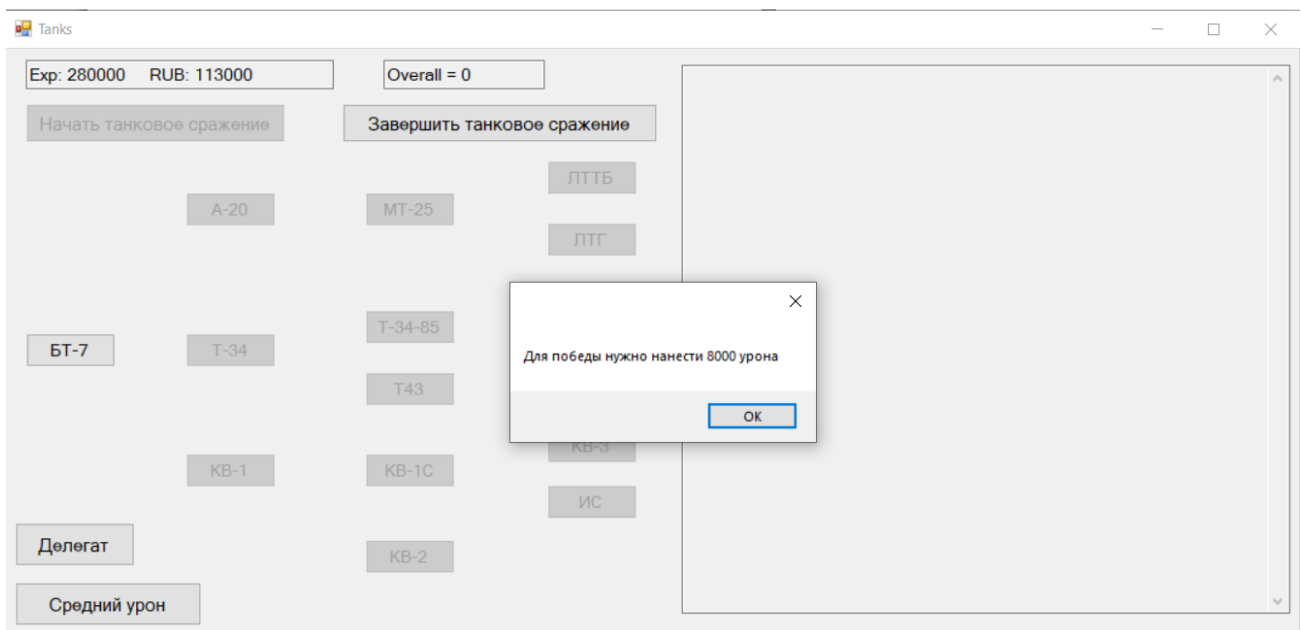 Tanks
Exp: 280000 RUB: 113000
Overall = 0
Начать танковое сражение
Завершить танковое сражение
ЛТТБ
А-20
МТ-25
ЛТГ
Т-34-85
БТ-7
Т-34
Для победы нужно нанести 8000 урона
Т43
ОК
КВ-3
КВ-1
КВ-1С
ИС
Делегат
КВ-2
Средний урон